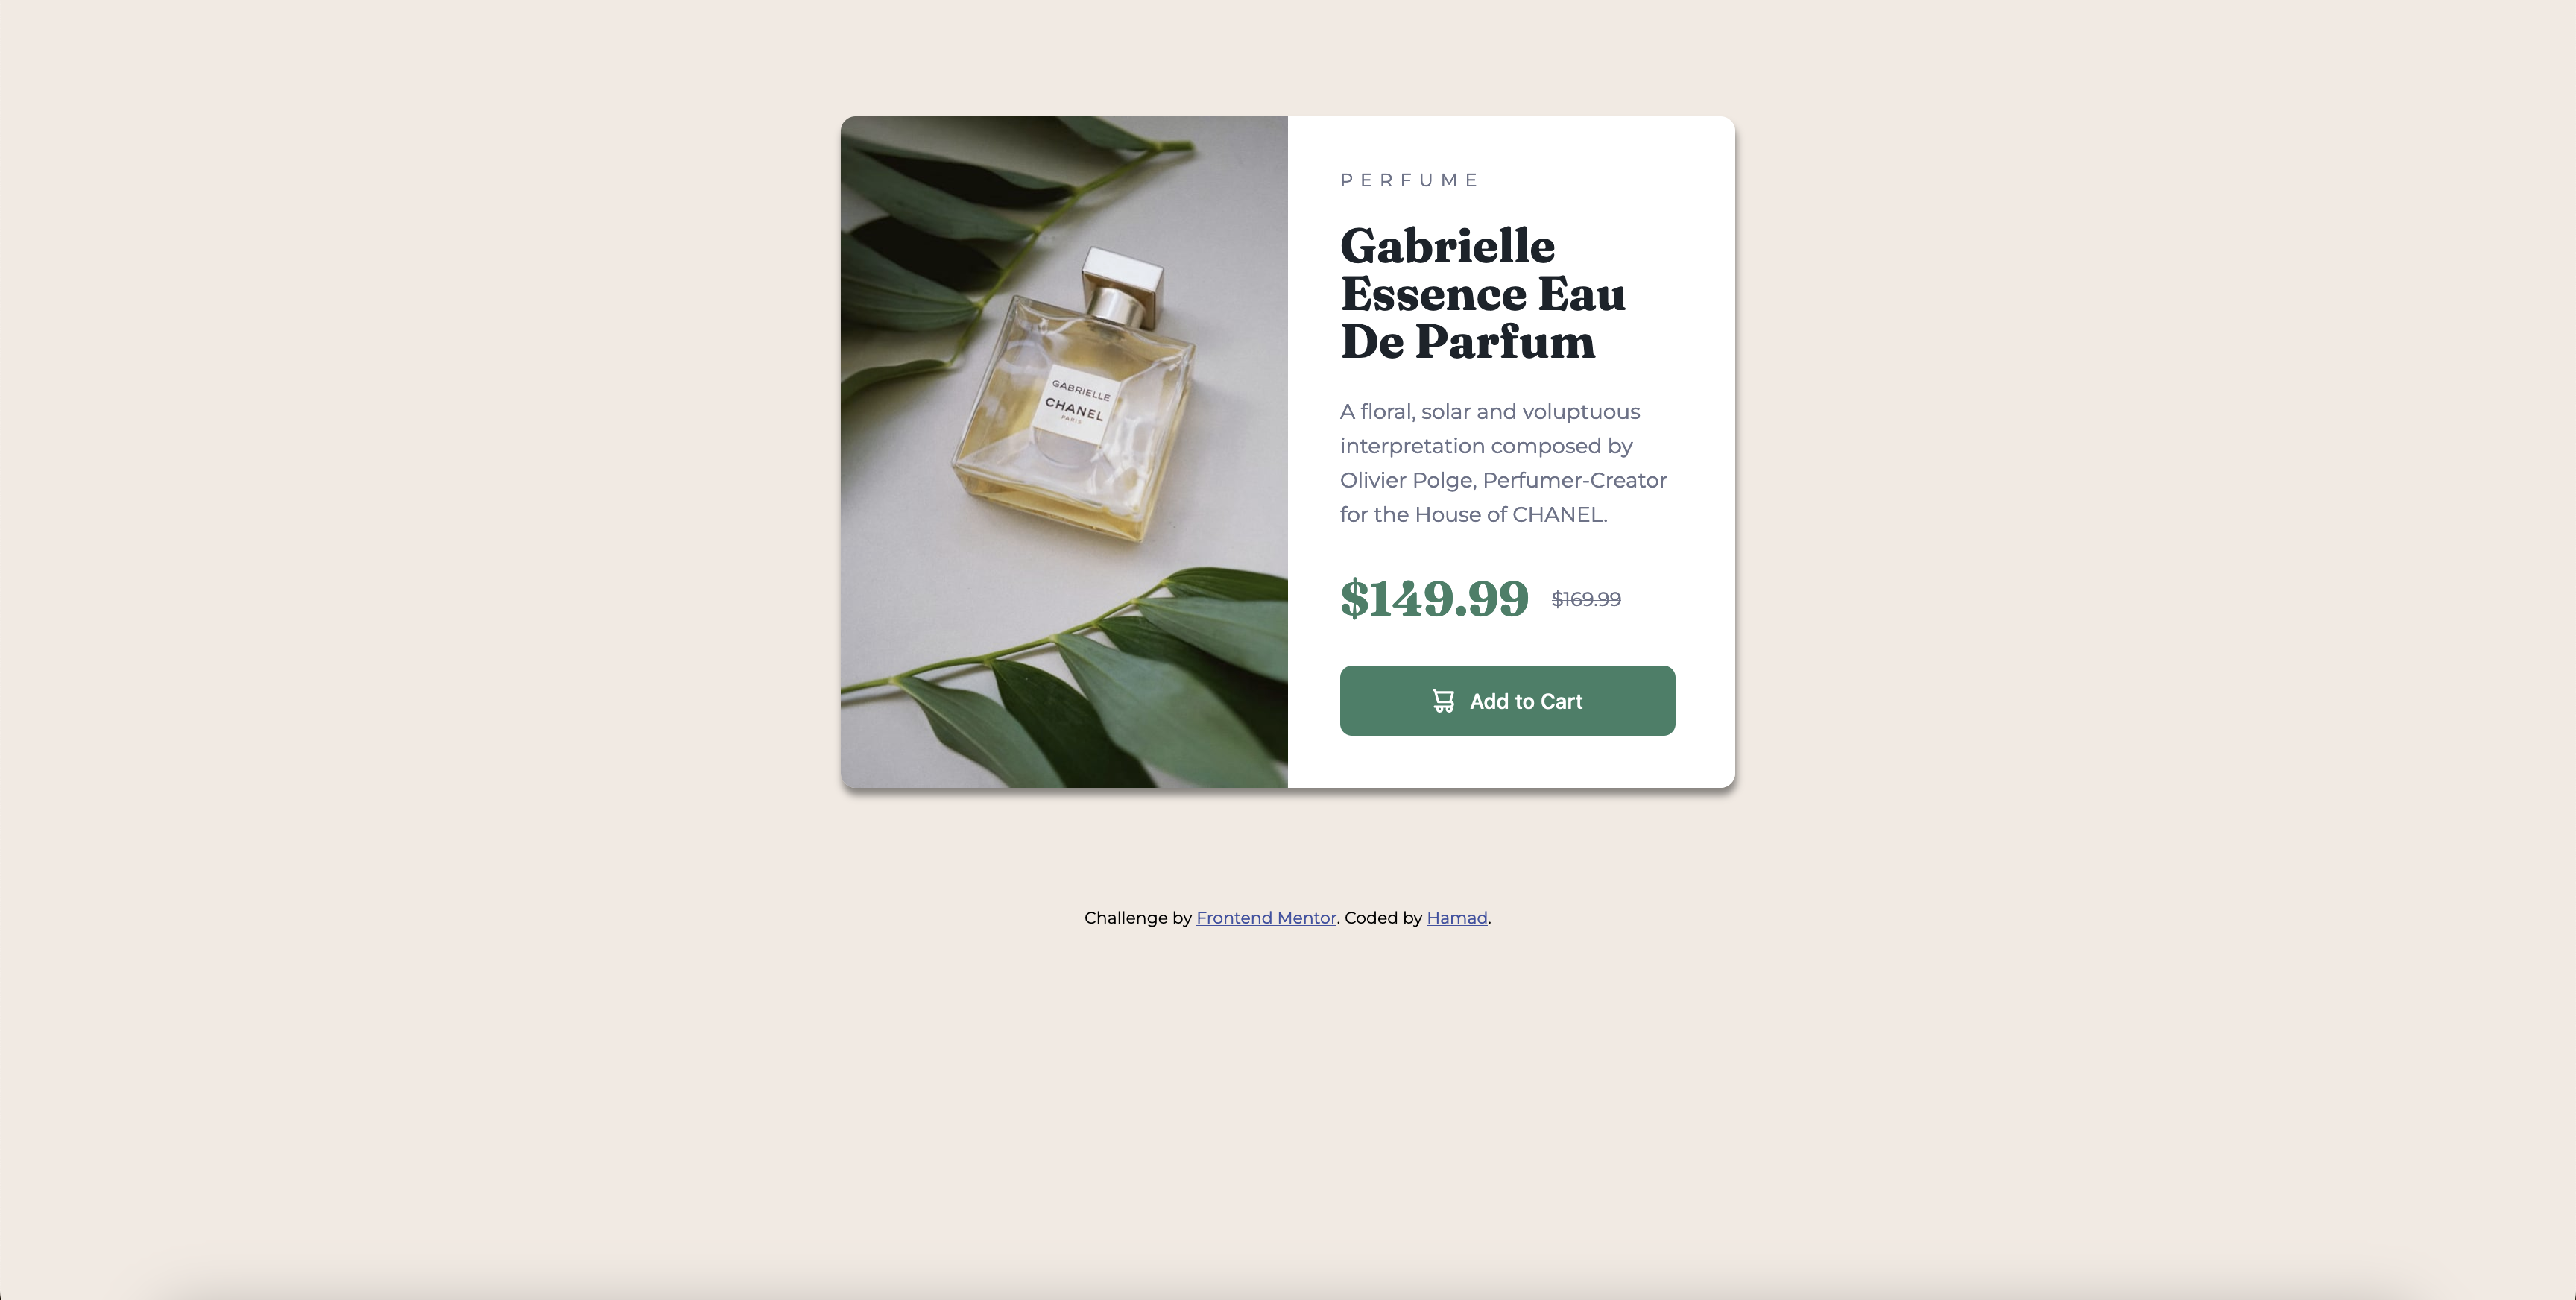 GABRIELLE
CHANEL
PARIS
PERFUME
Gabrielle
Essence Eau
De Parfum
A floral, solar and voluptuous
interpretation composed by
Olivier Polge, Perfumer-Creator
for the House of CHANEL.
$149.99 $169.99
Add to Cart
Challenge by Frontend Mentor. Coded by Hamad.